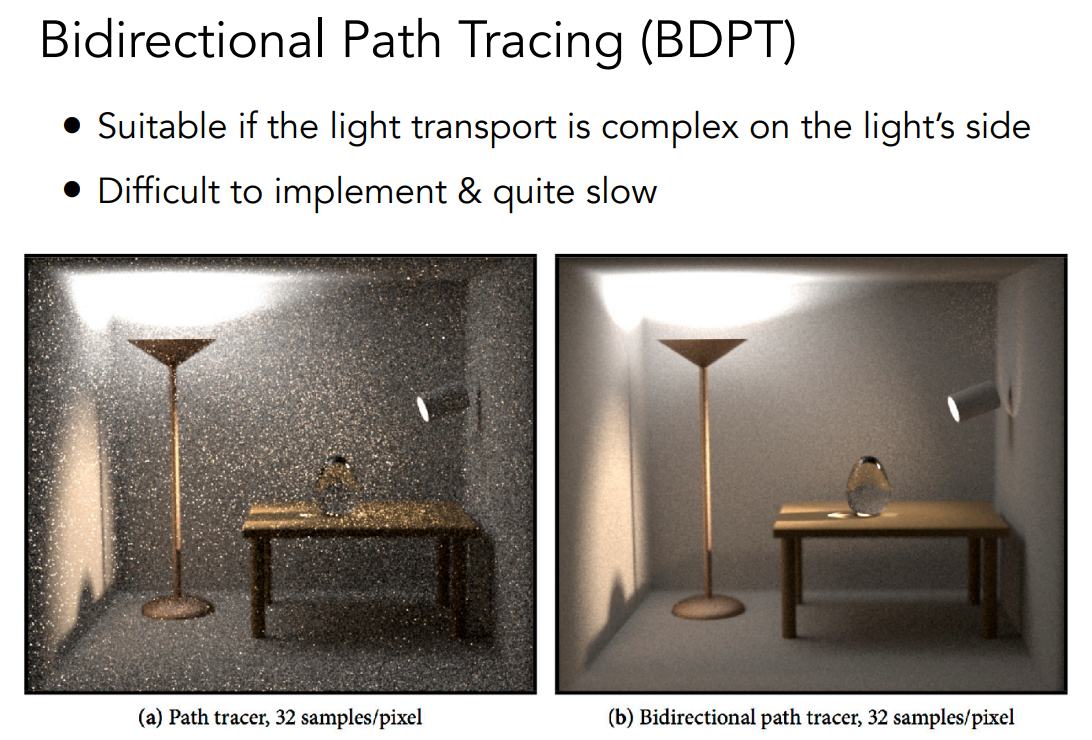 Bidirectional Path Tracing (BDPT)
● Suitable if the light transport is complex on the light’s side
● Difficult to implement & quite slow
(a) Path tracer, 32 samples/pixel
(b) Bidirectional path tracer, 32 samples/pixel